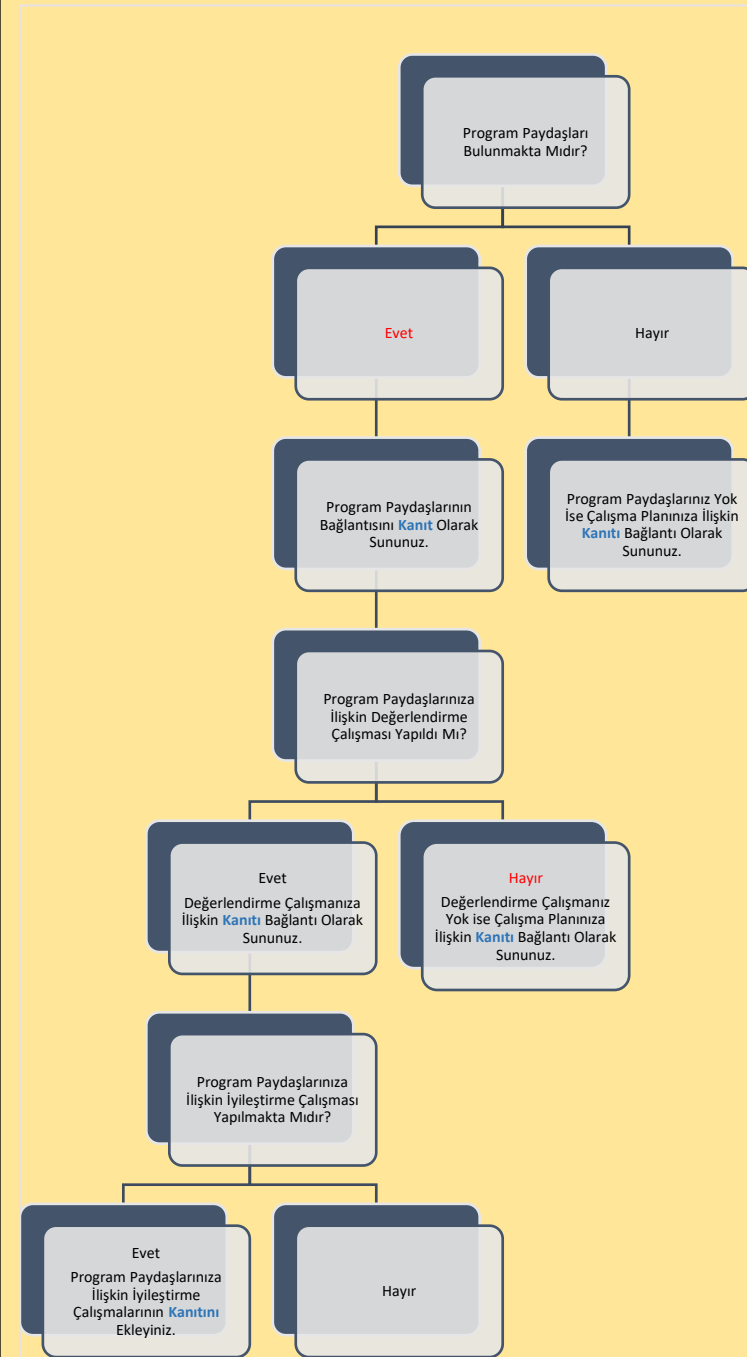 Program Paydaşları
Bulunmakta Mıdır?
Evet
Hayır
Program Paydaşlarının
Bağlantısını Kanıt Olarak
Sununuz.
Program Paydaşlarınız Yok
İse Çalışma Planınıza İlişkin
Kanıtı Bağlantı Olarak
Sununuz.
Program Paydaşlarınıza
İlişkin Değerlendirme
Çalışması Yapıldı Mı?
Evet
Değerlendirme Çalışmanıza
İlişkin Kanıtı Bağlantı Olarak
Sununuz.
Hayır
Değerlendirme Çalışmanız
Yok ise Çalışma Planınıza
İlişkin Kanıtı Bağlantı Olarak
Sununuz.
Program Paydaşlarınıza
İlişkin İyileştirme Çalışması
Yapılmakta Mıdır?
Evet
Program Paydaşlarınıza
İlişkin İyileştirme
Çalışmalarının Kanıtını
Ekleyiniz.
Hayır